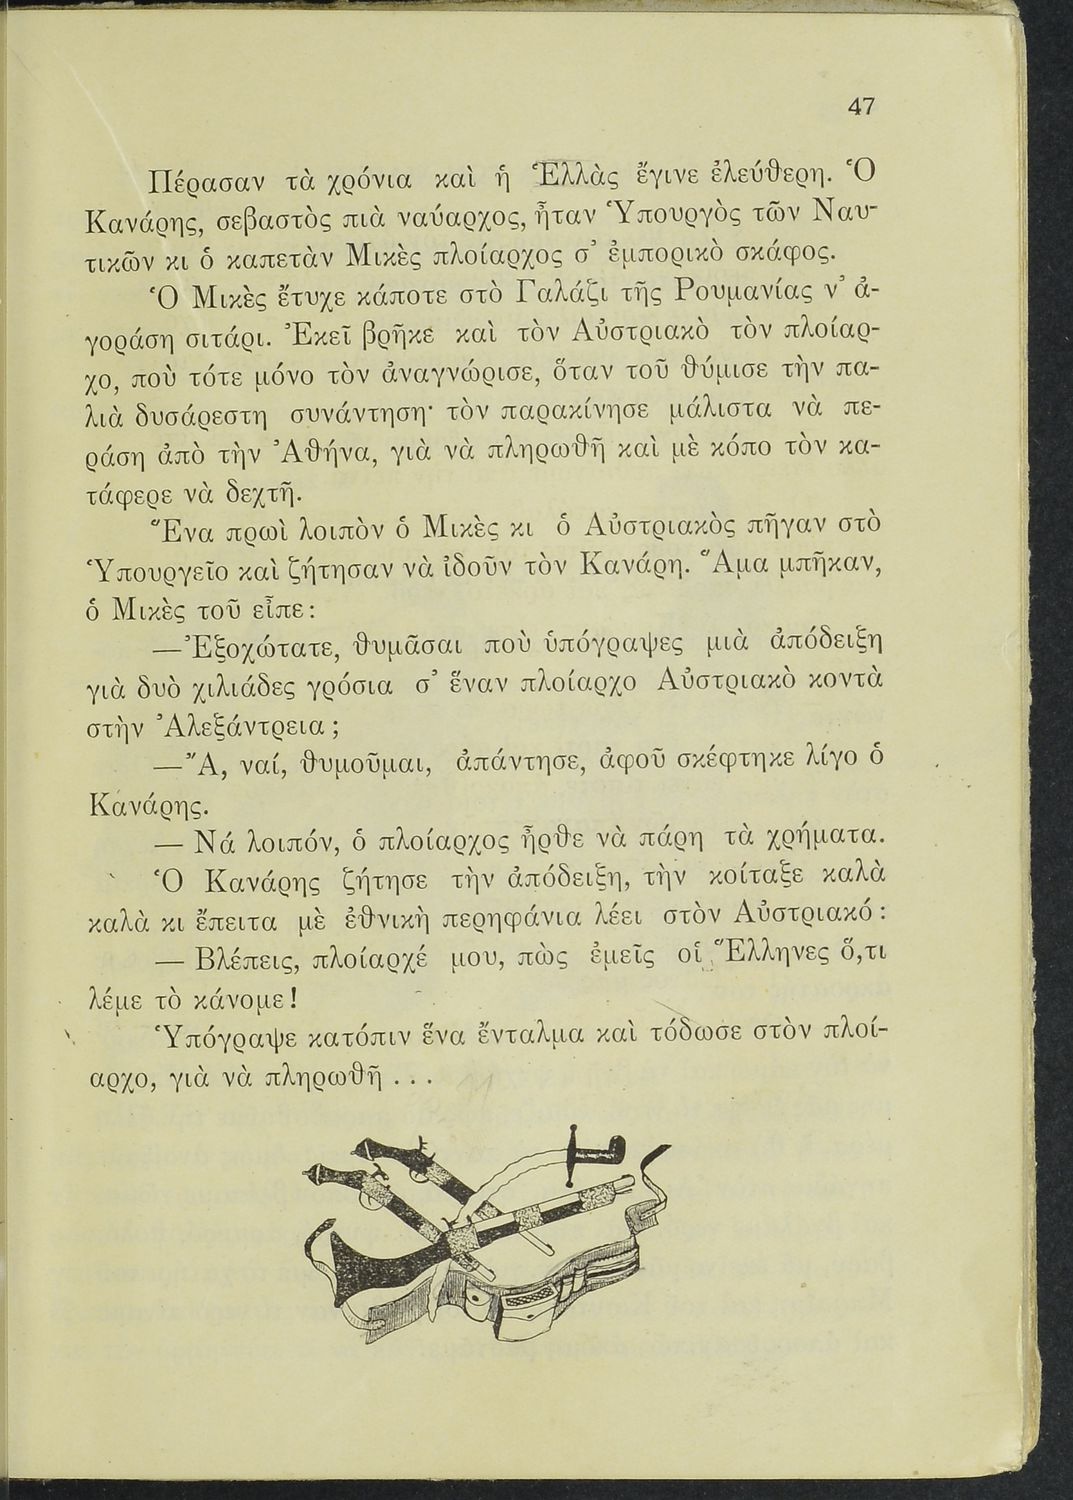 47
Πέρασαν τὰ χρόνια καὶ ἡ Ἑλλὰς ἔγινε ἐλεύθερη. Ὁ
Κανάρης, σεβαστὸς πιὰ ναύαρχος, ἦταν Ὑπουργὸς τῶν Ναυ-
τικῶν κι ὁ καπετὰν Μικὲς πλοίαρχος σ’ ἐμπορικὸ σκάφος.
Ὁ Μικὲς ἔτυχε κάποτε στὸ Γαλάζι τῆς Ρουμανίας ν’ ἀ-
γοράση σιτάρι. Ἐκεῖ βρῆκε καὶ τὸν Αὐστριακὸ τὸν πλοίαρ-
χο, ποὺ τότε μόνο τὸν ἀναγνώρισε, ὅταν τοῦ θύμισε τὴν πα-
λιὰ δυσάρεστη συνάντηση· τὸν παρακίνησε μάλιστα νὰ πε-
ράση ἀπὸ τὴν Ἀθήνα, γιὰ νὰ πληρωθῆ καὶ μὲ κόπο τὸν κα-
τάφερε νὰ δεχτῆ.
Ἕνα πρωὶ λοιπὸν ὁ Μικὲς κι ὁ Αὐστριακὸς πῆγαν στὸ
Ὑπουργεῖο καὶ ζήτησαν νὰ ἰδοῦν τὸν Κανάρη. Ἅμα μπῆκαν,
ὁ Μικὲς τοῦ εἶπε:
—Ἐξοχώτατε, θυμᾶσαι ποὺ ὑπόγραψες μιὰ ἀπόδειξη
γιὰ δυὸ χιλιάδες γρόσια σ’ ἕναν πλοίαρχο Αὐστριακὸ κοντὰ
στὴν Ἀλεξάντρεια;
—Ἄ, ναί, θυμοῦμαι, ἀπάντησε, ἀφοῦ σκέφτηκε λίγο ὁ
Κανάρης.
— Νά λοιπόν, ὁ πλοίαρχος ἦρθε νὰ πάρη τὰ χρήματα.
Ὁ Κανάρης ζήτησε τὴν ἀπόδειξη, τὴν κοίταξε καλὰ
καλὰ κι ἔπειτα μὲ ἐθνικὴ περηφάνια λέει στὸν Αὐστριακό:
— Βλέπεις, πλοίαρχέ μου, πὼς ἐμεῖς οἱ Ἕλληνες ὅ,τι
λέμε τὸ κάνομε!
Ὑπόγραψε κατόπιν ἕνα ἔνταλμα καὶ τόδωσε στὸν πλοί-
αρχο, γιὰ νὰ πληρωθῆ . . .